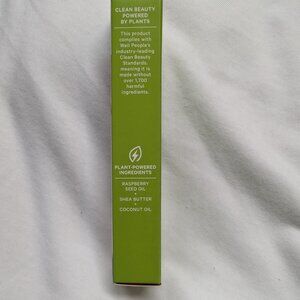 CLEAN BEAUTY
POWERED
BY PLANTS
This product
complies with
Well People's
industry-leading
Clean Beauty
Standards,
meaning it is
made without
over 1,700
harmful
ingredients.
PLANT-POWERED
INGREDIENTS
RASPBERRY
SEED OIL
+
SHEA BUTTER
+
COCONUT OIL